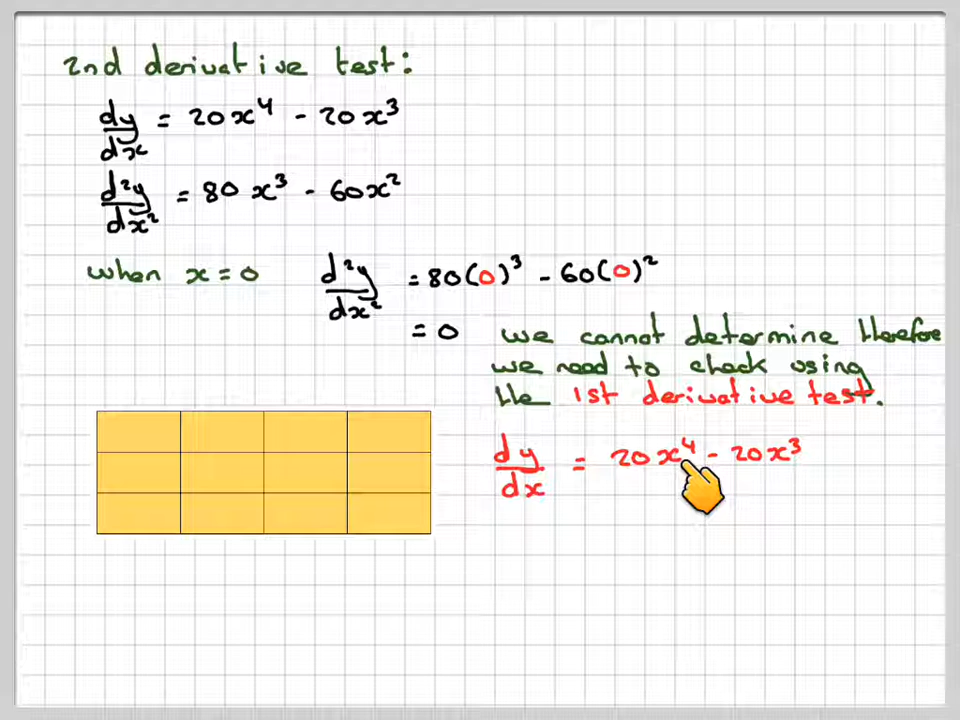 2nd derivative test:
dy/dx = 20x⁴ - 20x³
d²y/dx² = 80x³ - 60x²
when x = 0 d²y/dx² = 80(0)³ - 60(0)²
= 0 we cannot determine therefore
we need to check using
the 1st derivative test.
dy/dx = 20x⁴ - 20x³